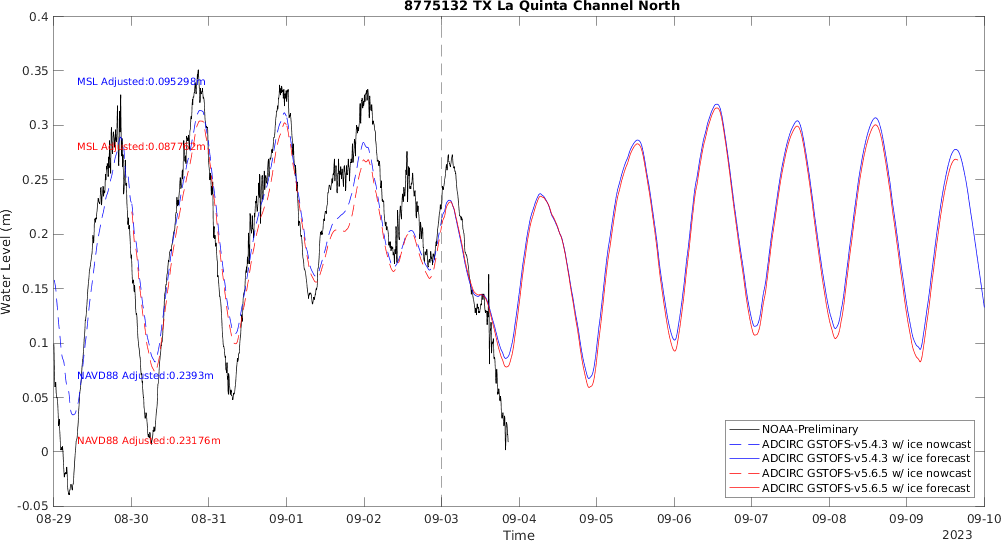 8775132 TX La Quinta Channel North
0.4
0.35
0.3
0.25
0.2
0.15
0.1
0.05
0
-0.05
Water Level (m)
MSL Adjusted:0.095298m
MSL
NAVD88 Adjusted:0.2393m
NAVD88 Adjusted:0.23176m
NOAA-Preliminary
ADCIRC GSTOFS-v5.4.3 w/ ice nowcast
ADCIRC GSTOFS-v5.4.3 w/ ice forecast
ADCIRC GSTOFS-v5.6.5 w/ ice nowcast
ADCIRC GSTOFS-v5.6.5 w/ ice forecast
08-29 08-30 08-31 09-01 09-02 09-03 09-04 09-05 09-06 09-07 09-08 09-09 09-10
Time
2023